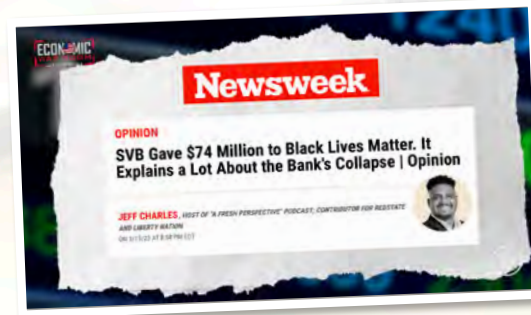 ECONOMIC
Newsweek
OPINION
SVB Gave $74 Million to Black Lives Matter. It
Explains a Lot About the Bank's Collapse | Opinion
JEFF CHARLES, HOST OF "A FRESH PERSPECTIVE" PODCAST; CONTRIBUTOR FOR REDSTATE
AND LIBERTY NATION